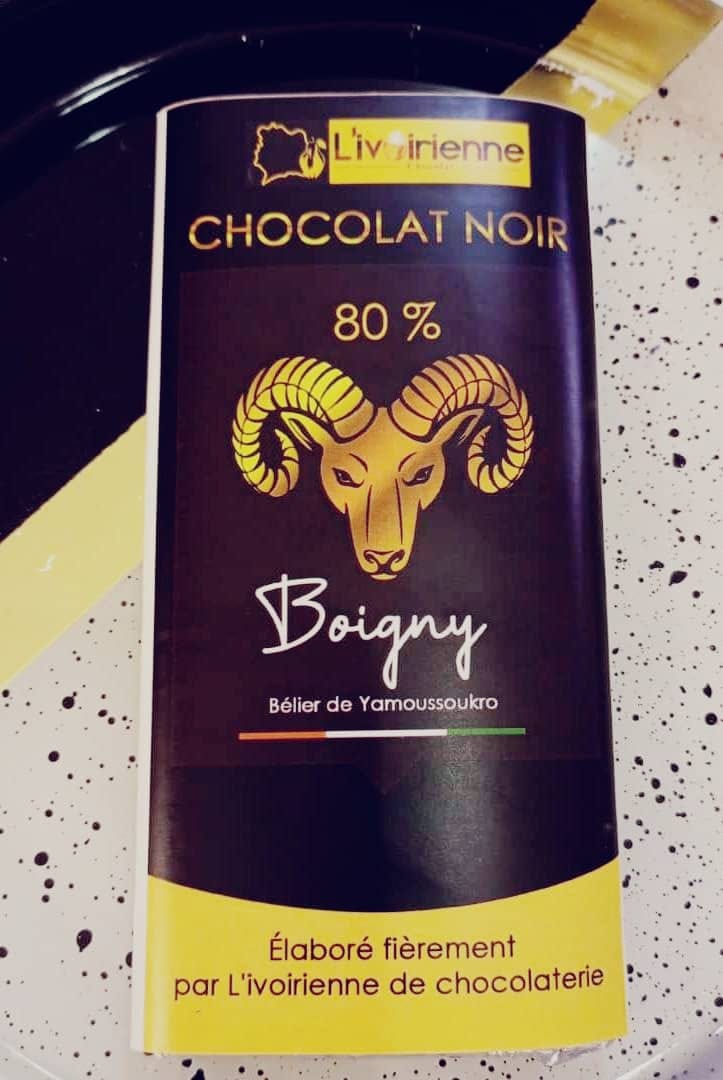 L'ivoirienne
CHOCOLAT NOIR
80 %
Boigny
Bélier de Yamoussoukro
Élaboré fièrement
par L'ivoirienne de chocolaterie